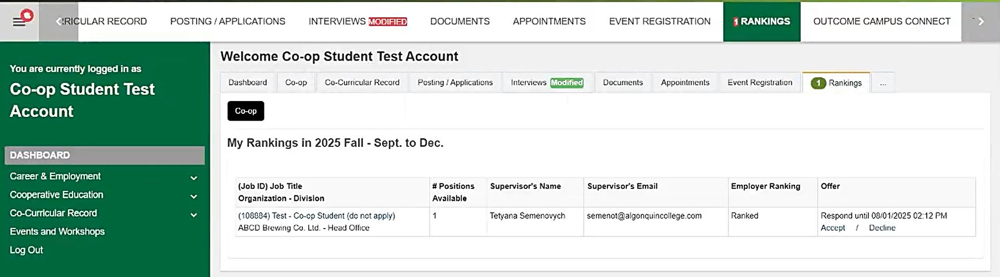 RICULAR RECORD POSTING / APPLICATIONS INTERVIEWS MODIFIED DOCUMENTS APPOINTMENTS EVENT REGISTRATION 1 RANKINGS OUTCOME CAMPUS CONNECT
You are currently logged in as
Co-op Student Test
Account
DASHBOARD
Career & Employment
Cooperative Education
Co-Curricular Record
Events and Workshops
Log Out
Welcome Co-op Student Test Account
Dashboard Co-op Co-Curricular Record Posting / Applications Interviews Modified Documents Appointments Event Registration 1 Rankings ...
Co-op
My Rankings in 2025 Fall - Sept. to Dec.
(Job ID) Job Title
Organization - Division
# Positions
Available
Supervisor's Name
Supervisor's Email
Employer Ranking
Offer
(108884) Test - Co-op Student (do not apply)
ABCD Brewing Co. Ltd. - Head Office
1
Tetyana Semenovych
semenot@algonquincollege.com
Ranked
Respond until 08/01/2025 02:12 PM
Accept / Decline